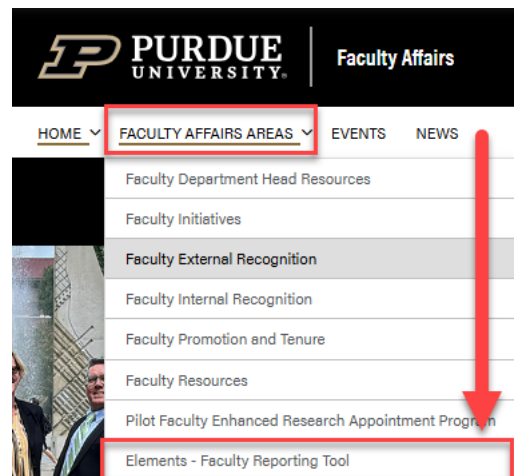 PURDUE
UNIVERSITY®
Faculty Affairs
HOME FACULTY AFFAIRS AREAS EVENTS NEWS
Faculty Department Head Resources
Faculty Initiatives
Faculty External Recognition
Faculty Internal Recognition
Faculty Promotion and Tenure
Faculty Resources
Pilot Faculty Enhanced Research Appointment Program
Elements - Faculty Reporting Tool